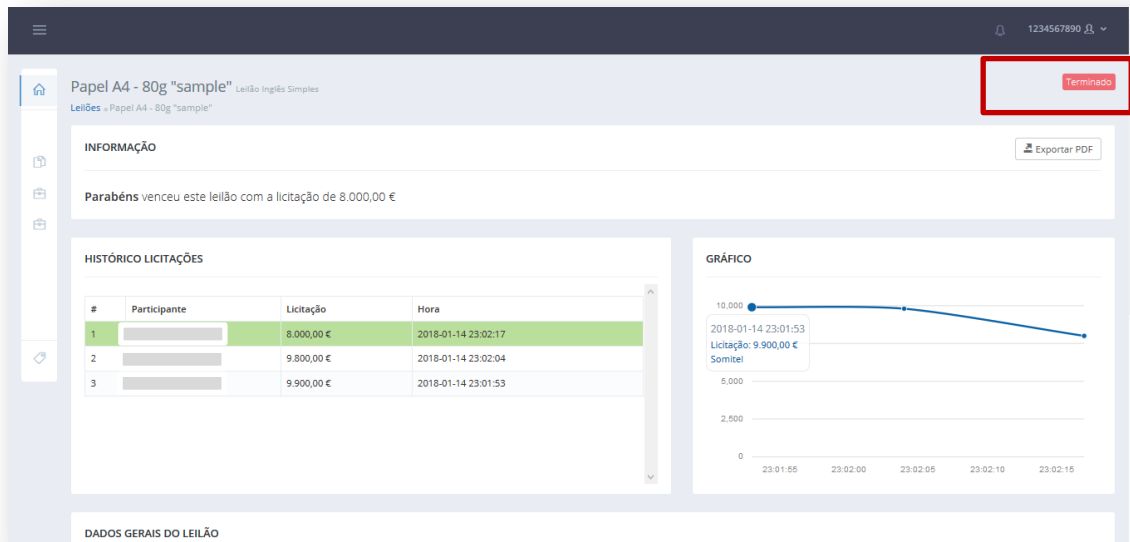 1234567890
Papel A4 - 80g "sample" Leilão Inglês Simples
Terminado
Leilões » Papel A4 - 80g "sample"
INFORMAÇÃO
Exportar PDF
Parabéns venceu este leilão com a licitação de 8.000,00 €
HISTÓRICO LICITAÇÕES
# Participante Licitação Hora
1 8.000,00 € 2018-01-14 23:02:17
2 9.800,00 € 2018-01-14 23:02:04
3 9.900,00 € 2018-01-14 23:01:53
GRÁFICO
10,000
2018-01-14 23:01:53
Licitação: 9.900,00 €
Somitel
5,000
2,500
0
23:01:55 23:02:00 23:02:05 23:02:10 23:02:15
DADOS GERAIS DO LEILÃO